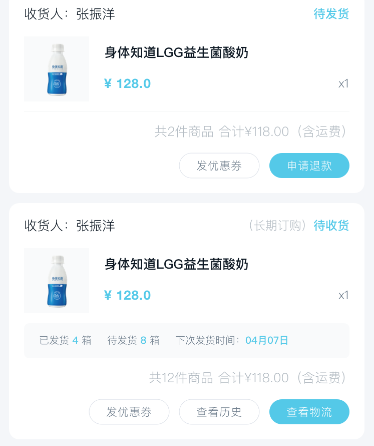 收货人：张振洋 待发货
身体知道LGG益生菌酸奶
¥ 128.0 x1
共2件商品 合计¥118.00（含运费）
发优惠券 申请退款
收货人：张振洋 （长期订购）待收货
身体知道LGG益生菌酸奶
¥ 128.0 x1
已发货 4 箱 待发货 8 箱 下次发货时间：04月07日
共12件商品 合计¥118.00（含运费）
发优惠券 查看历史 查看物流